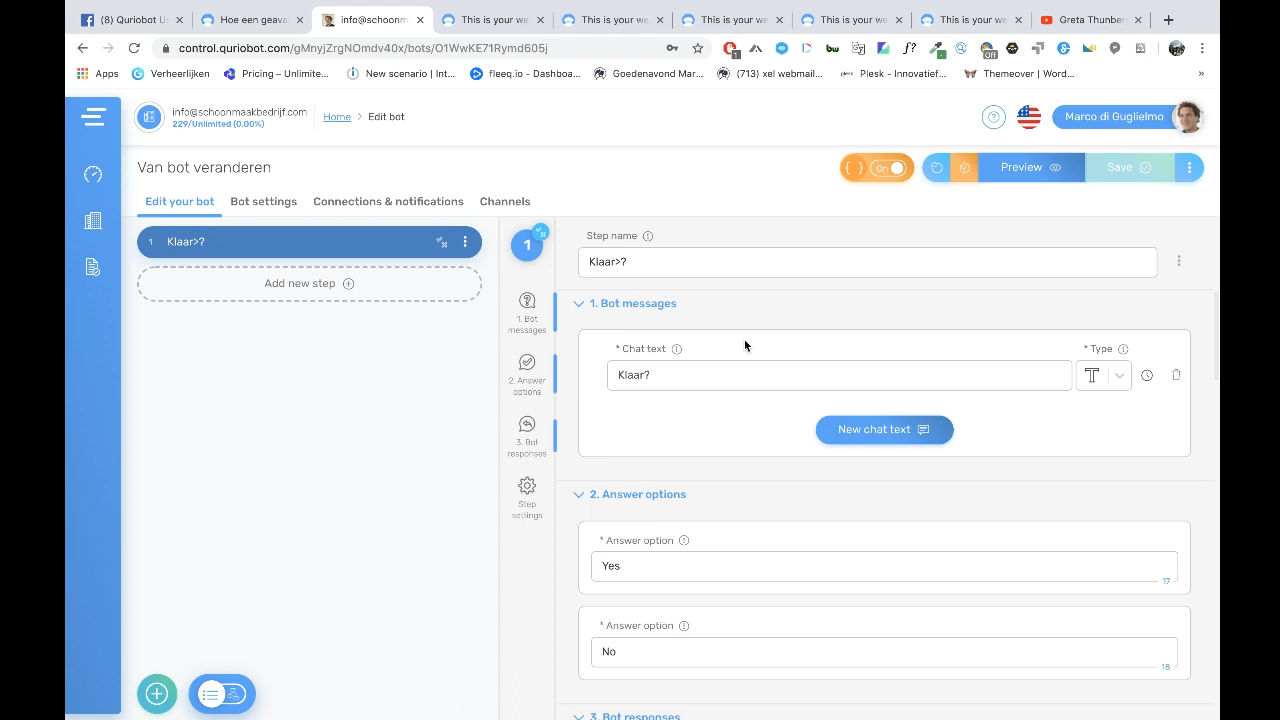 (8) Quriobot Us
Hoe een geava
info@schoonm
This is your we
This is your we
This is your we
This is your we
This is your we
Greta Thunber
control.quriobot.com/gMnyjZrgNOmdv40x/bots/O1WwKE71Rymd605j
Apps
Verheerlijken
Pricing – Unlimite...
New scenario | Int...
fleep.io - Dashboa...
Goedenavond Mar...
(713) xel webmail...
Plesk - Innovatief...
Themeover | Word...
»
info@schoonmaakbedrijf.com
229/Unlimited (0.00%)
Home > Edit bot
Marco di Guglielmo
Van bot veranderen
{ } On
Preview
Save
Edit your bot
Bot settings
Connections & notifications
Channels
1 Klaar>?
Add new step
1
1. Bot
messages
2. Answer
options
3. Bot
responses
Step
settings
Step name
Klaar>?
1. Bot messages
* Chat text
* Type
Klaar?
T
New chat text
2. Answer options
* Answer option
Yes
17
* Answer option
No
18
3. Bot responses